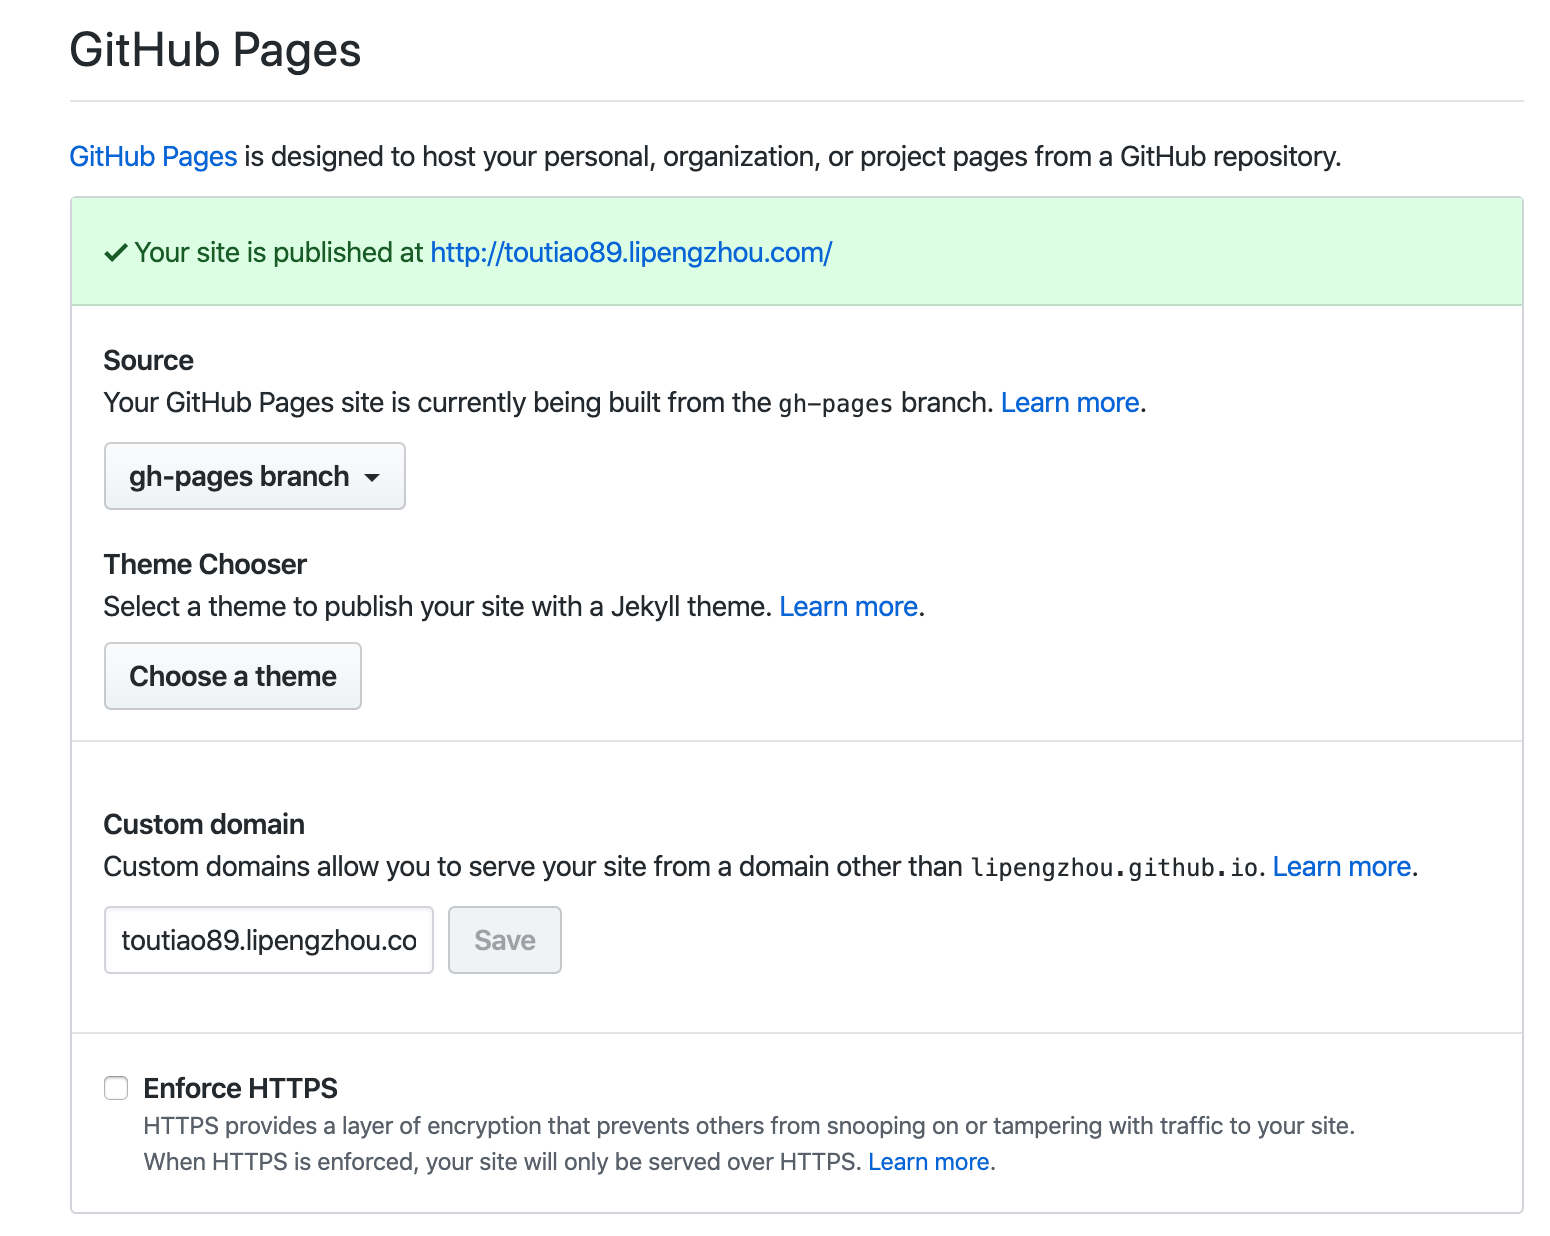 GitHub Pages
GitHub Pages is designed to host your personal, organization, or project pages from a GitHub repository.
Your site is published at http://toutiao89.lipengzhou.com/
Source
Your GitHub Pages site is currently being built from the gh-pages branch. Learn more.
gh-pages branch
Theme Chooser
Select a theme to publish your site with a Jekyll theme. Learn more.
Choose a theme
Custom domain
Custom domains allow you to serve your site from a domain other than lipengzhou.github.io. Learn more.
toutiao89.lipengzhou.co Save
Enforce HTTPS
HTTPS provides a layer of encryption that prevents others from snooping on or tampering with traffic to your site.
When HTTPS is enforced, your site will only be served over HTTPS. Learn more.